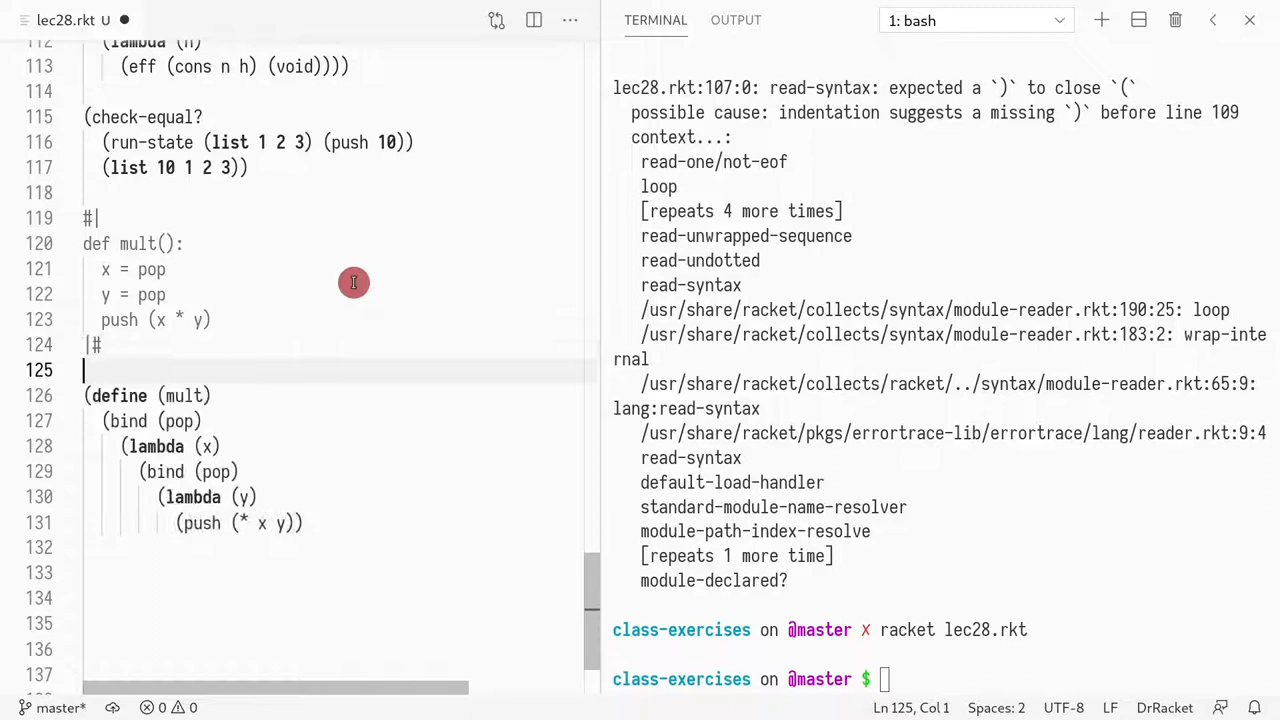 lec28.rkt U
TERMINAL
OUTPUT
1: bash
112 (lambda (h)
113 (eff (cons n h) (void))))
114
115 (check-equal?
116 (run-state (list 1 2 3) (push 10))
117 (list 10 1 2 3))
118
119 #|
120 def mult():
121 x = pop
122 y = pop
123 push (x * y)
124 |#
125
126 (define (mult)
127 (bind (pop)
128 (lambda (x)
129 (bind (pop)
130 (lambda (y)
131 (push (* x y))
132
133
134
135
136
137
lec28.rkt:107:0: read-syntax: expected a `)` to close `(`
possible cause: indentation suggests a missing `)` before line 109
context...:
read-one/not-eof
loop
[repeats 4 more times]
read-unwrapped-sequence
read-undotted
read-syntax
/usr/share/racket/collects/syntax/module-reader.rkt:190:25: loop
/usr/share/racket/collects/syntax/module-reader.rkt:183:2: wrap-inte
rnal
/usr/share/racket/collects/racket/../syntax/module-reader.rkt:65:9:
lang:read-syntax
/usr/share/racket/pkgs/errortrace-lib/errortrace/lang/reader.rkt:9:4
read-syntax
default-load-handler
standard-module-name-resolver
module-path-index-resolve
[repeats 1 more time]
module-declared?
class-exercises on @master ✗ racket lec28.rkt
class-exercises on @master $
master* 0 0
Ln 125, Col 1
Spaces: 2
UTF-8
LF
DrRacket